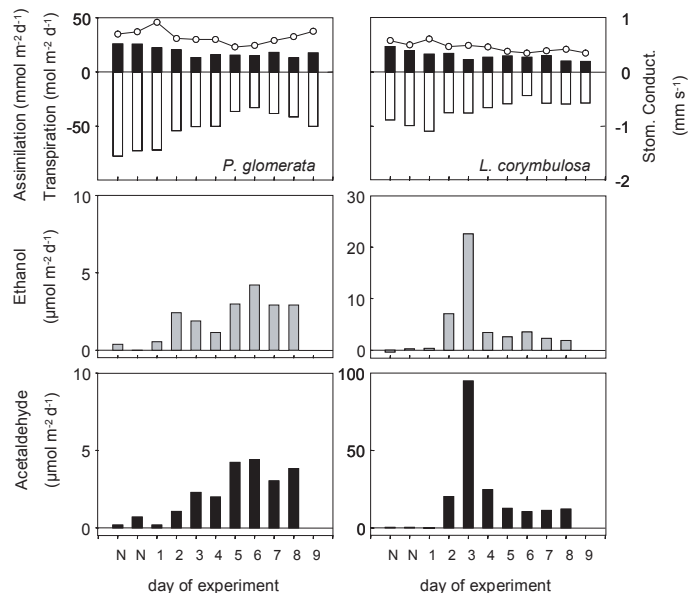 Assimilation (mmol m⁻² d⁻¹)
Transpiration (mol m⁻² d⁻¹)
50
0
-50
P. glomerata
L. corymbulosa
1
0
-1
-2
Stom. Conduct.
(mm s⁻¹)
Ethanol
(µmol m⁻² d⁻¹)
10
5
0
30
20
10
0
Acetaldehyde
(µmol m⁻² d⁻¹)
10
5
0
100
50
0
N N 1 2 3 4 5 6 7 8 9
N N 1 2 3 4 5 6 7 8 9
day of experiment
day of experiment